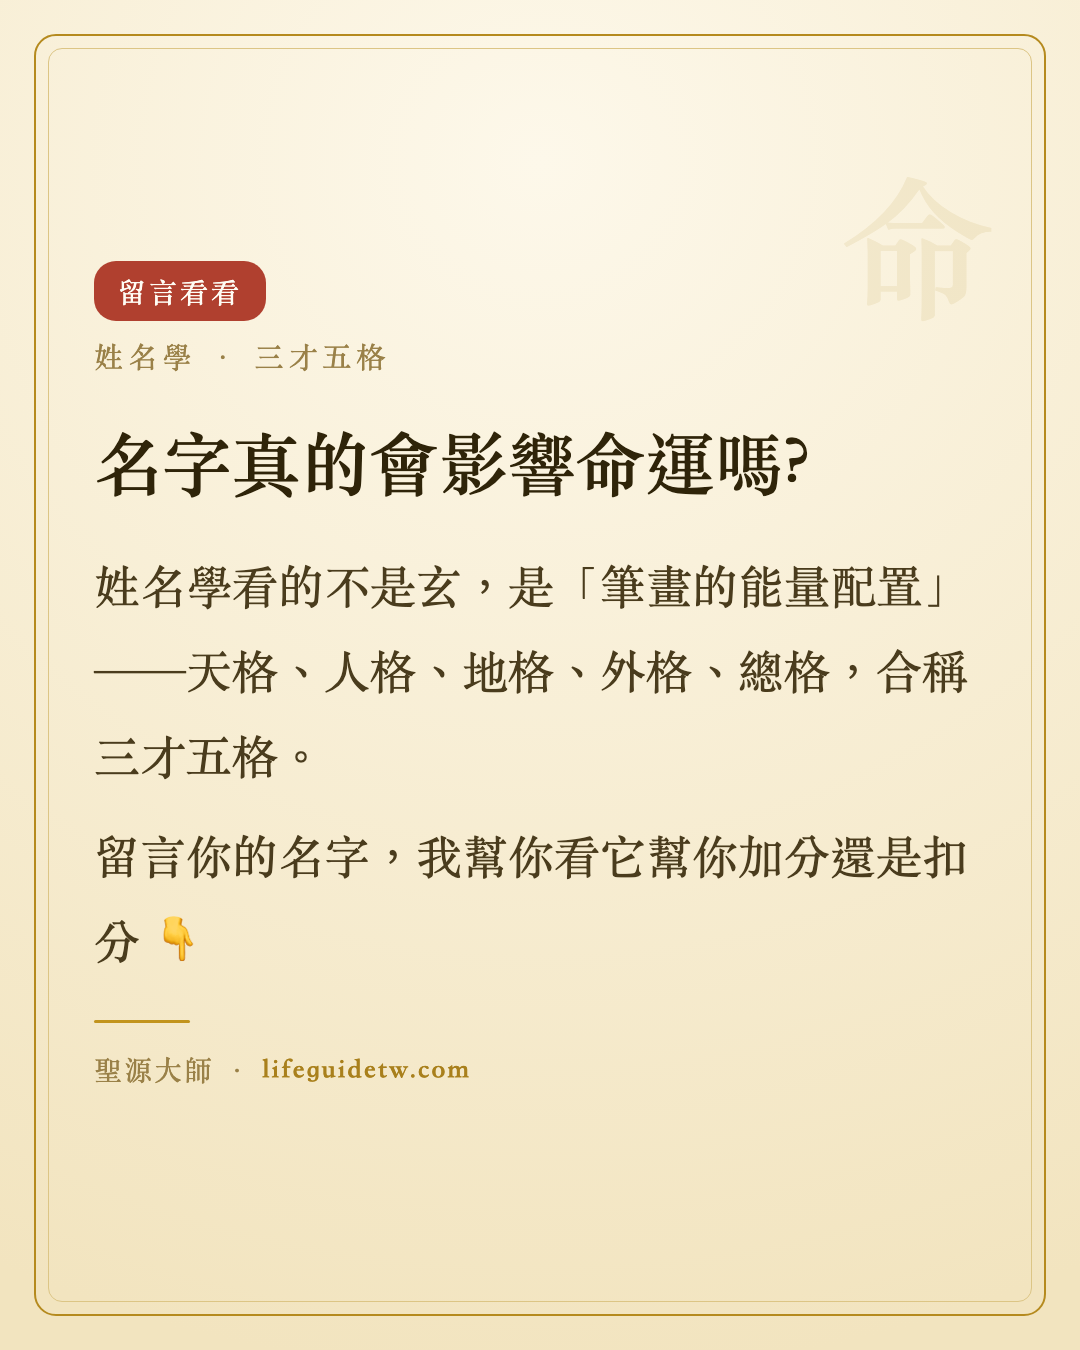 命
留言看看
姓名學 · 三才五格
名字真的會影響命運嗎?
姓名學看的不是玄，是「筆畫的能量配置」
——天格、人格、地格、外格、總格，合稱
三才五格。
留言你的名字，我幫你看它幫你加分還是扣
分 👇
聖源大師 · lifeguidetw.com